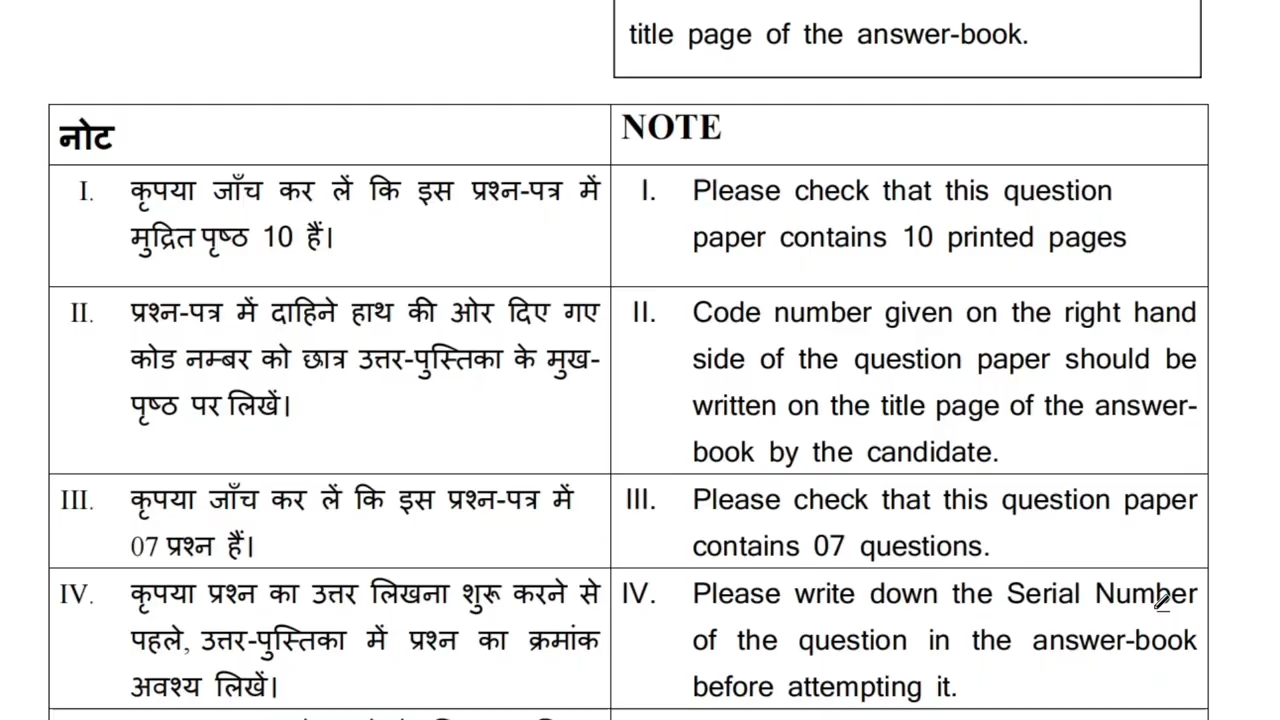 title page of the answer-book.
नोट
NOTE
I. कृपया जाँच कर लें कि इस प्रश्न-पत्र में
मुद्रित पृष्ठ 10 हैं।
I. Please check that this question
paper contains 10 printed pages
II. प्रश्न-पत्र में दाहिने हाथ की ओर दिए गए
कोड नम्बर को छात्र उत्तर-पुस्तिका के मुख-
पृष्ठ पर लिखें।
II. Code number given on the right hand
side of the question paper should be
written on the title page of the answer-
book by the candidate.
III. कृपया जाँच कर लें कि इस प्रश्न-पत्र में
07 प्रश्न हैं।
III. Please check that this question paper
contains 07 questions.
IV. कृपया प्रश्न का उत्तर लिखना शुरू करने से
पहले, उत्तर-पुस्तिका में प्रश्न का क्रमांक
अवश्य लिखें।
IV. Please write down the Serial Number
of the question in the answer-book
before attempting it.